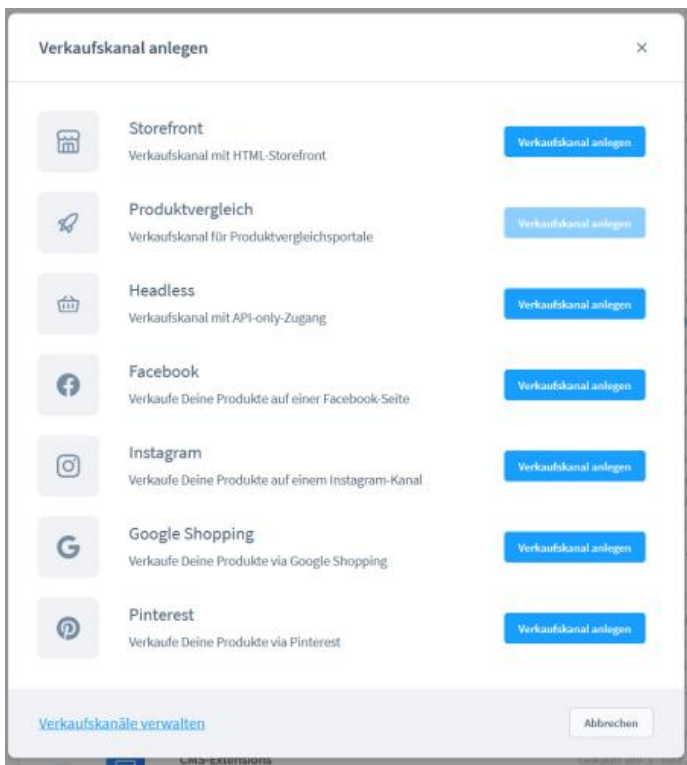 Verkaufskanal anlegen
Storefront
Verkaufskanal mit HTML-Storefront
Verkaufskanal anlegen
Produktvergleich
Verkaufskanal für Produktvergleichsportale
Verkaufskanal anlegen
Headless
Verkaufskanal mit API-only-Zugang
Verkaufskanal anlegen
Facebook
Verkaufe Deine Produkte auf einer Facebook-Seite
Verkaufskanal anlegen
Instagram
Verkaufe Deine Produkte auf einem Instagram-Kanal
Verkaufskanal anlegen
Google Shopping
Verkaufe Deine Produkte via Google Shopping
Verkaufskanal anlegen
Pinterest
Verkaufe Deine Produkte via Pinterest
Verkaufskanal anlegen
Verkaufskanäle verwalten
Abbrechen
CMS-Extensions